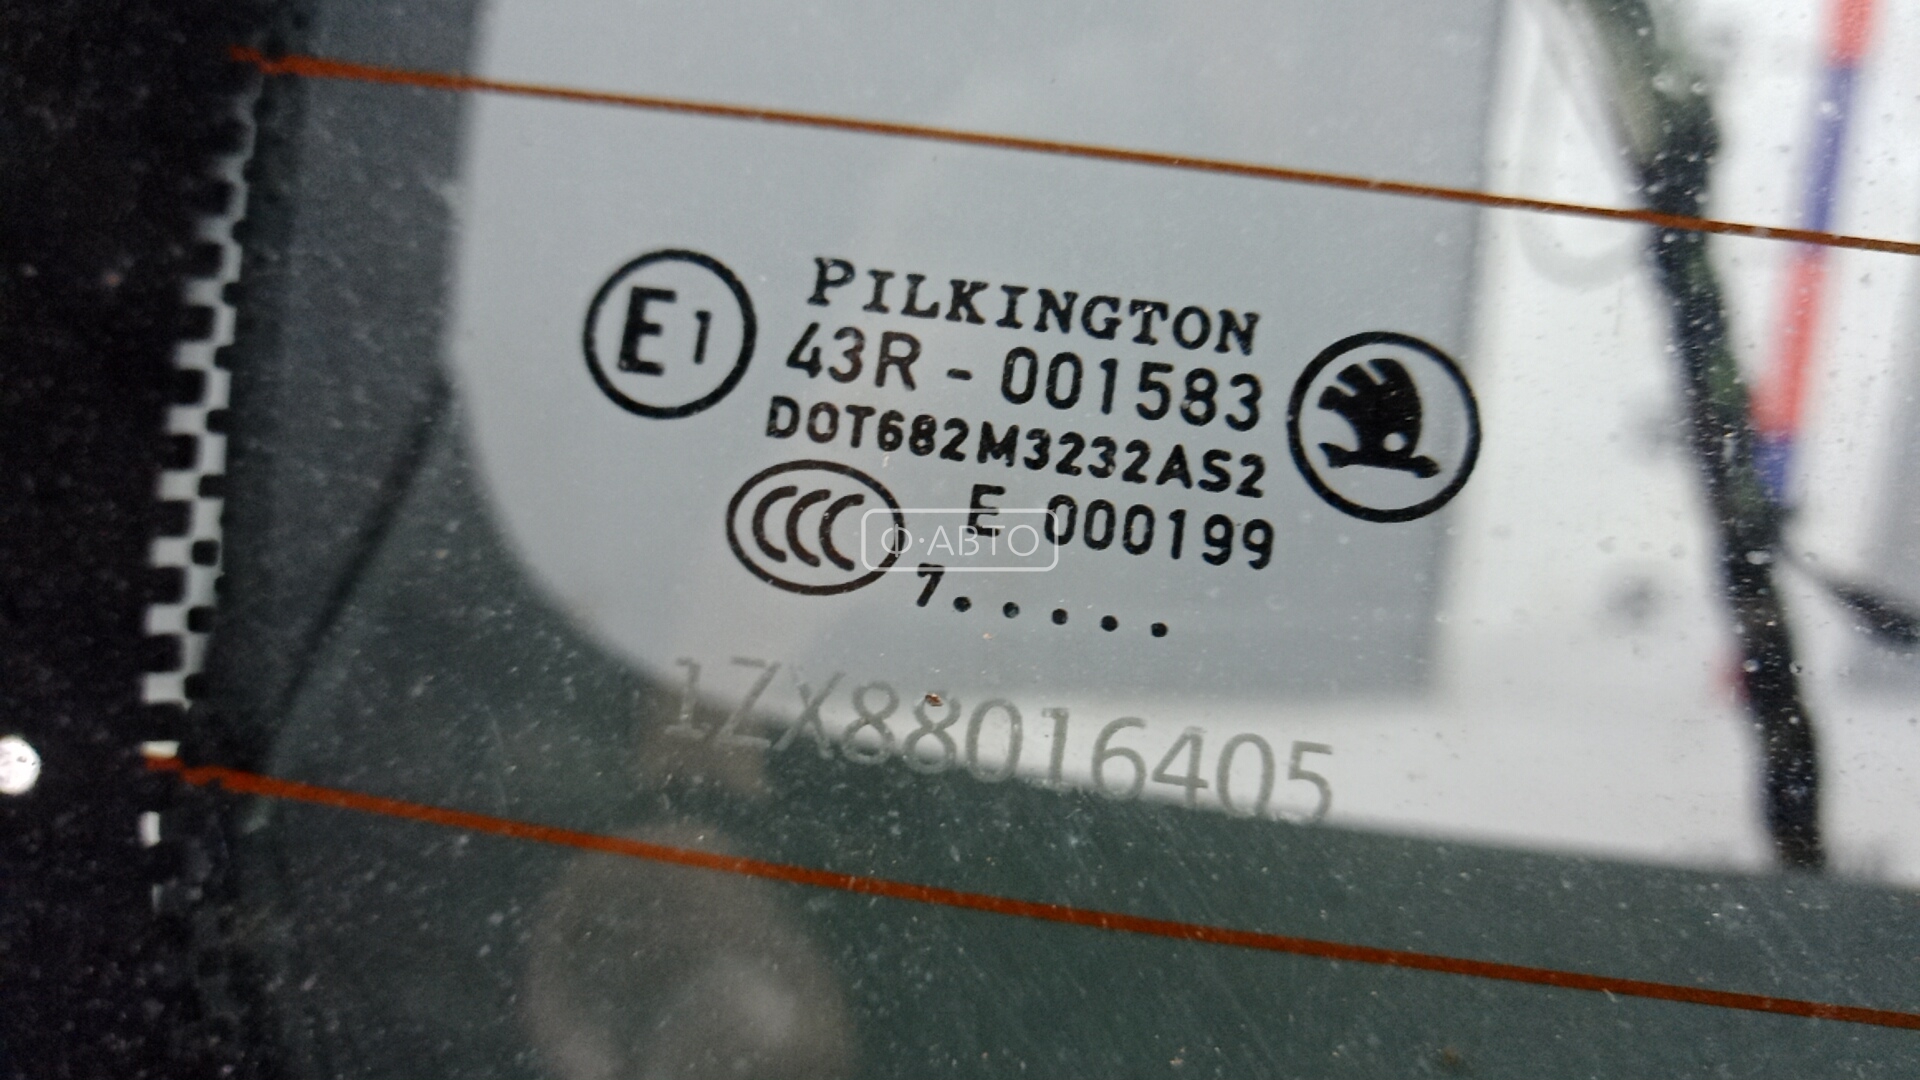 PILKINGTON
E1
43R - 001583
DOT682M3232AS2
CCC
E 000199
Ф·АВТО
7.....
1ZX88016405